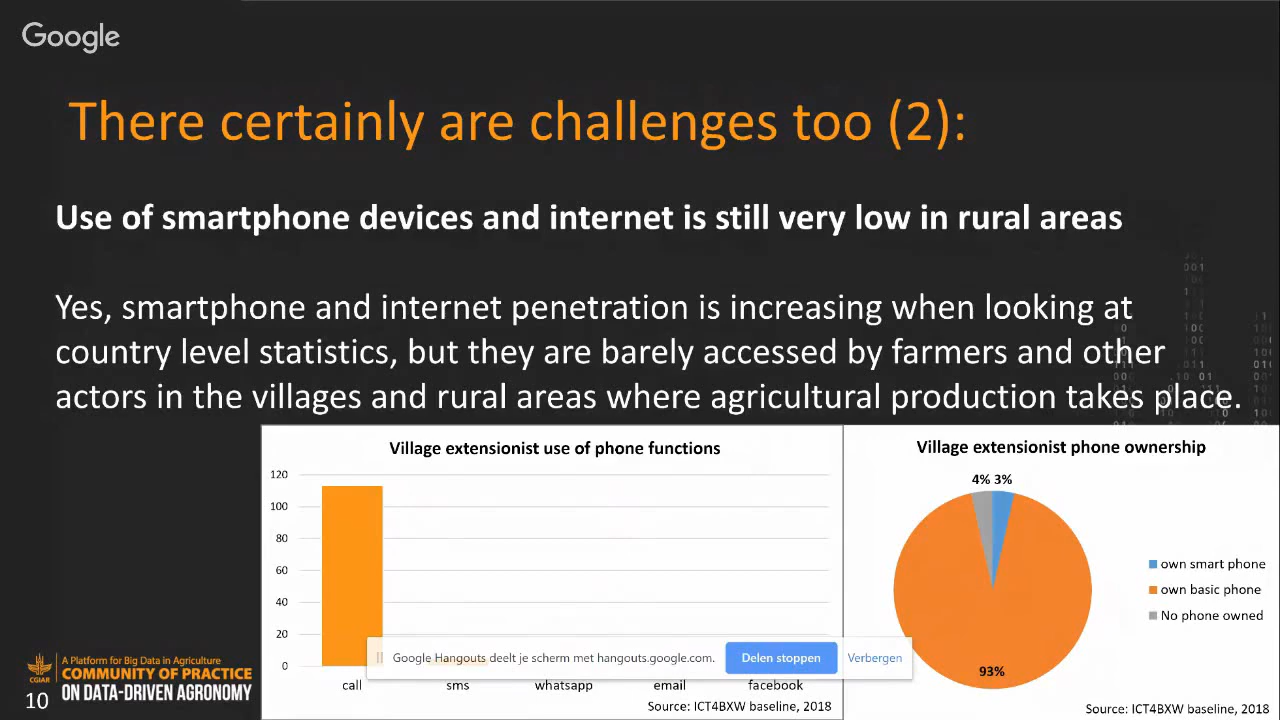 Google
There certainly are challenges too (2):
Use of smartphone devices and internet is still very low in rural areas
Yes, smartphone and internet penetration is increasing when looking at
country level statistics, but they are barely accessed by farmers and other
actors in the villages and rural areas where agricultural production takes place.
Village extensionist use of phone functions
120
100
80
60
40
20
0
call sms whatsapp email facebook
Source: ICT4BXW baseline, 2018
Village extensionist phone ownership
4% 3%
93%
own smart phone
own basic phone
No phone owned
Source: ICT4BXW baseline, 2018
Google Hangouts deelt je scherm met hangouts.google.com. Delen stoppen Verbergen
CGIAR
A Platform for Big Data in Agriculture
COMMUNITY OF PRACTICE
ON DATA-DRIVEN AGRONOMY
10